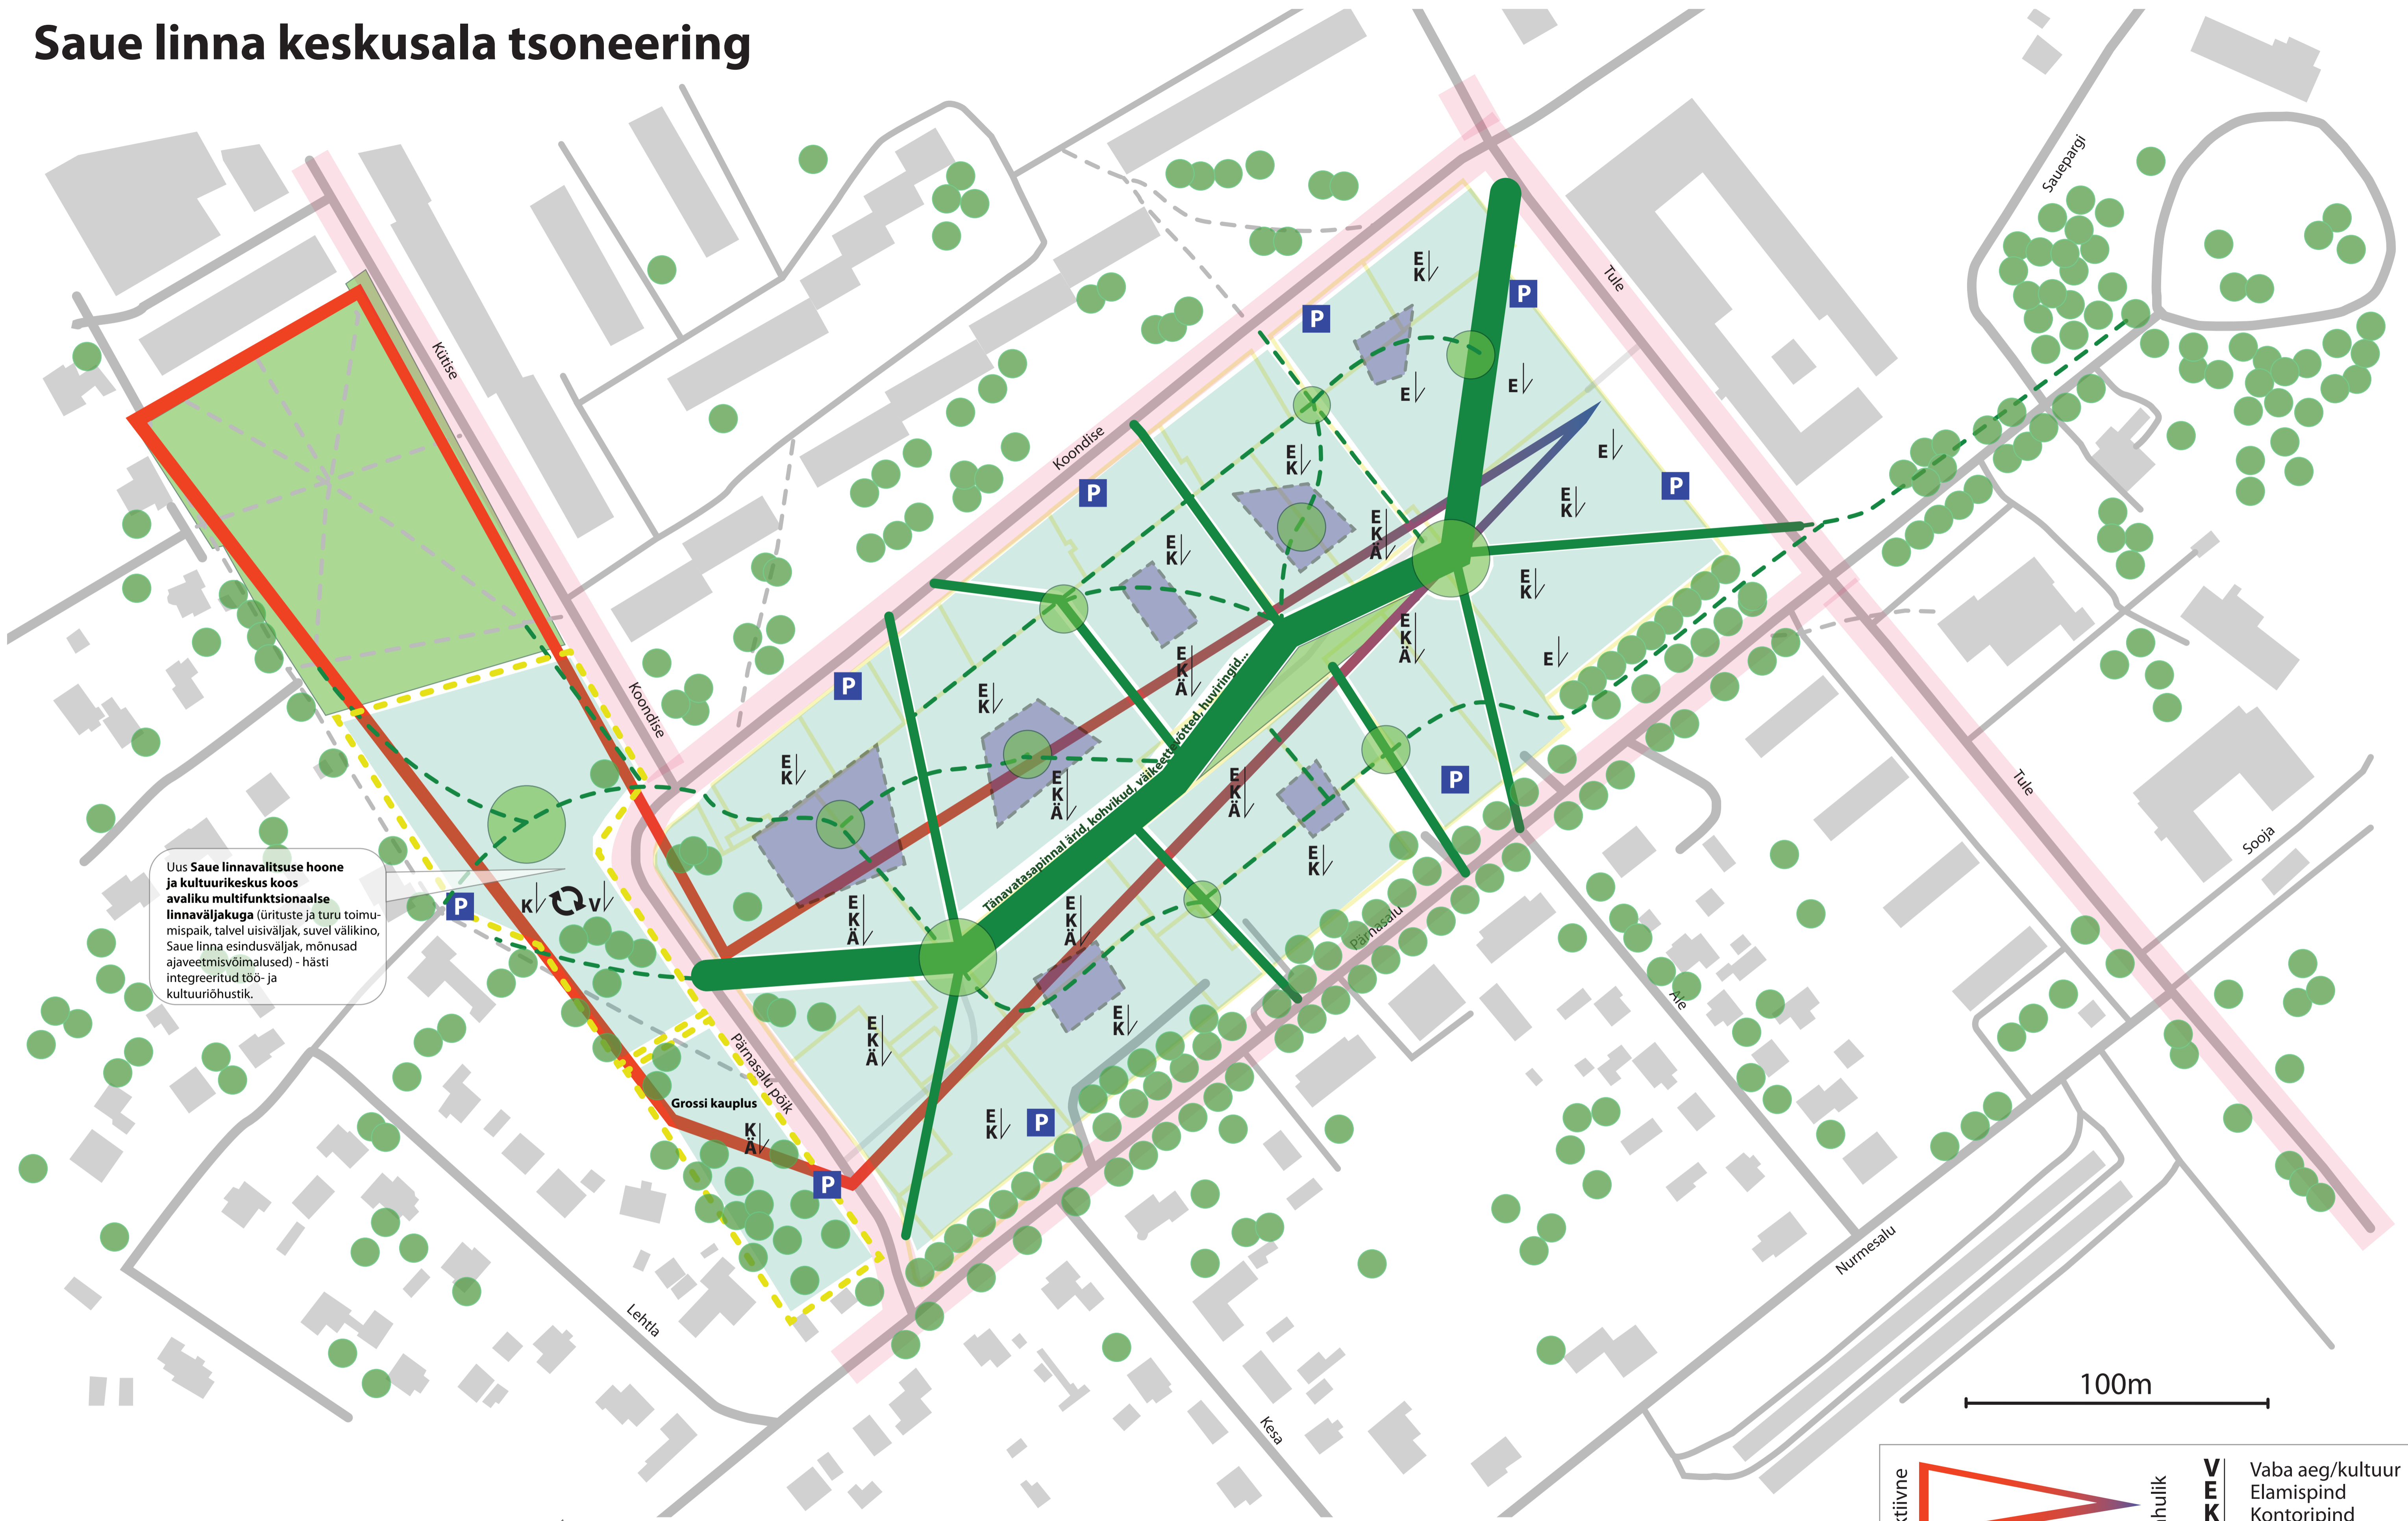 Saue linna keskusala tsoneering
Sauepargi
Tule
Kütise
Koondise
Koondise
E
K
P
P
E
E
E
K
E
P
P
E
K
E
K
E
K
Ä
E
K
E
K
Ä
E
E
K
Ä
P
E
K
E
K
E
K
Ä
E
K
Ä
P
Tänavatasapinnal ärid, kohvikud, väikeettevõtted, huviringid...
E
K
Tule
Sooja
Uus Saue linnavalitsuse hoone
ja kultuurikeskus koos
avaliku multifunktsionaalse
linnaväljakuga (ürituste ja turu toimu-
mispaik, talvel uisiväljak, suvel välikino,
Saue linna esindusväljak, mõnusad
ajaveetmisvõimalused) - hästi
integreeritud töö- ja
kultuuriõhustik.
P
K
V
E
K
Ä
E
K
Ä
Pärnasalu
E
K
Ä
E
K
Ale
Pärnasalu põik
Grossi kauplus
K
Ä
E
K
P
P
Nurmesalu
Lehtla
Kesa
100m
V Vaba aeg/kultuur
E Elamispind
K Kontoripind